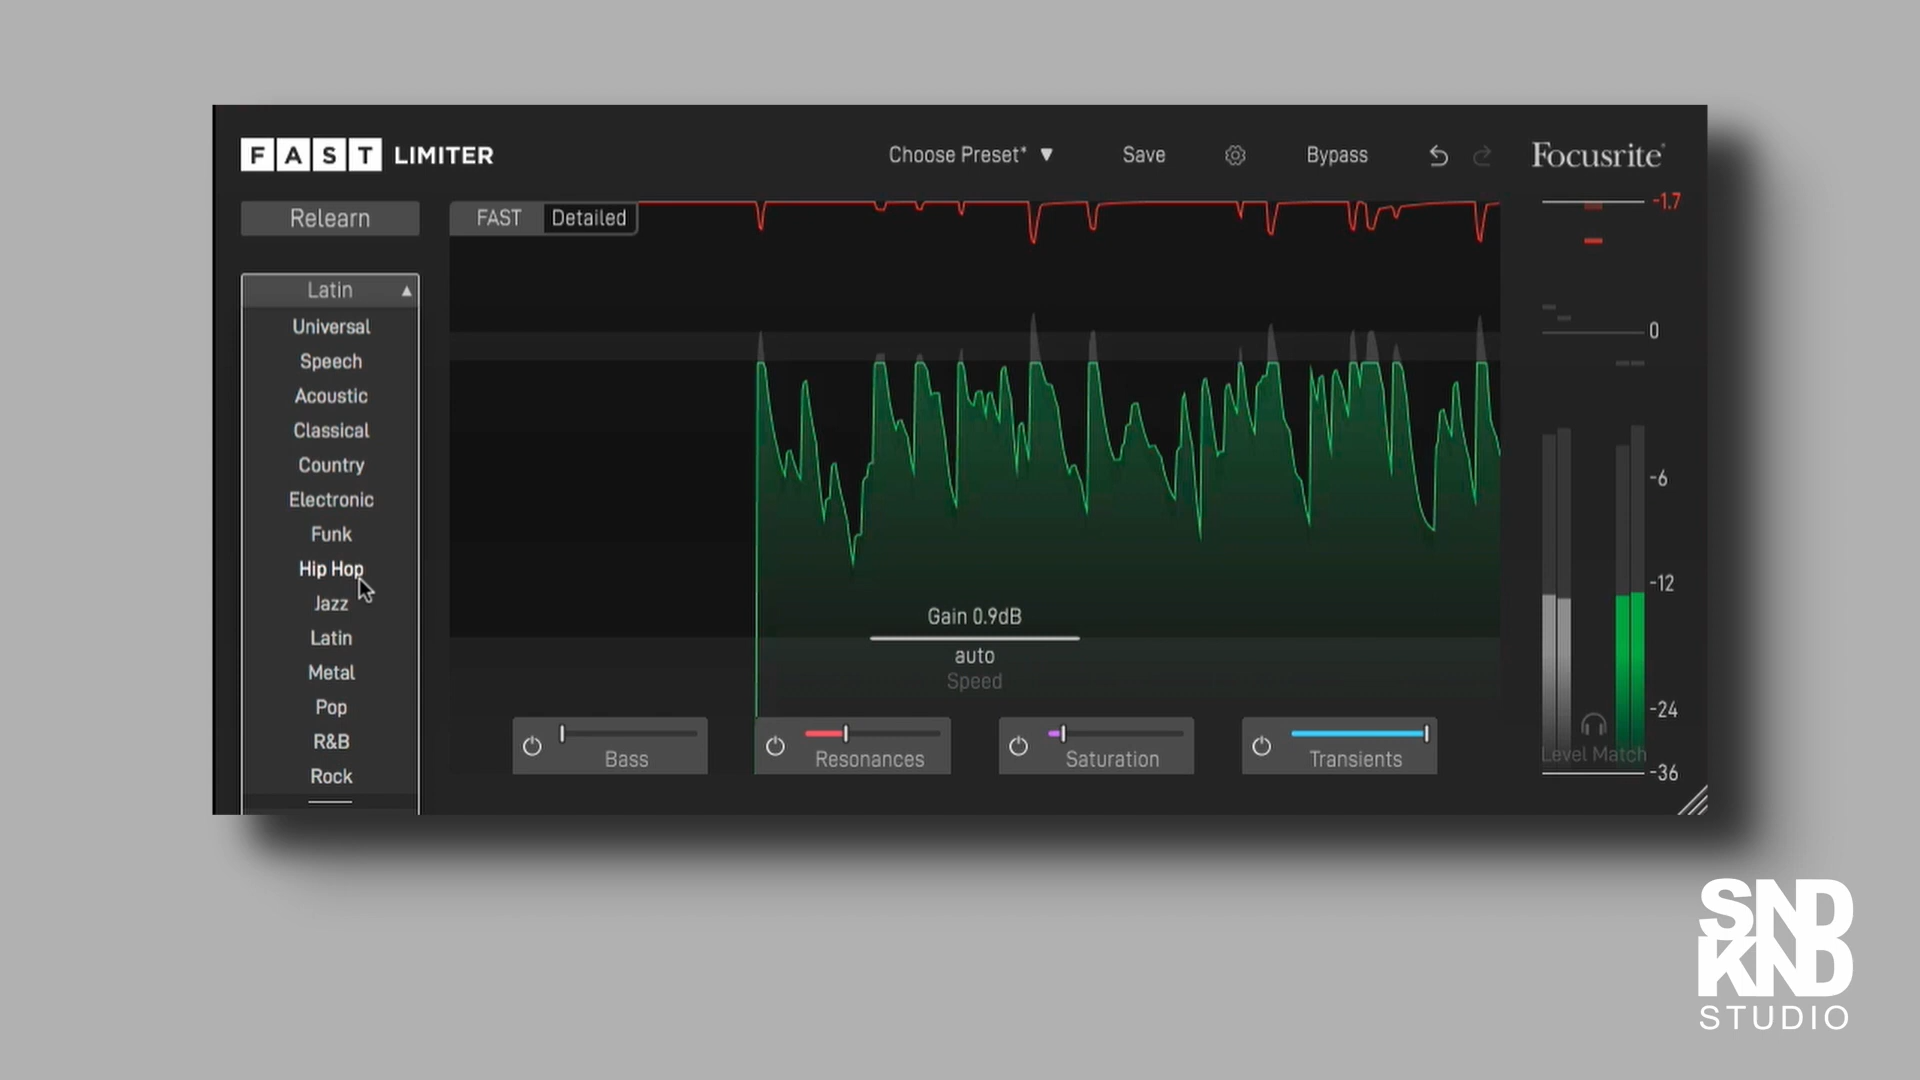 FAST LIMITER
Choose Preset* ▼
Save
Bypass
Focusrite
Relearn
FAST
Detailed
-1.7
Latin ▲
Universal
Speech
Acoustic
Classical
Country
Electronic
Funk
Hip Hop
Jazz
Latin
Metal
Pop
R&B
Rock
0
-6
-12
-24
-36
Gain 0.9dB
auto
Speed
Bass
Resonances
Saturation
Transients
Level Match
SND
KND
STUDIO